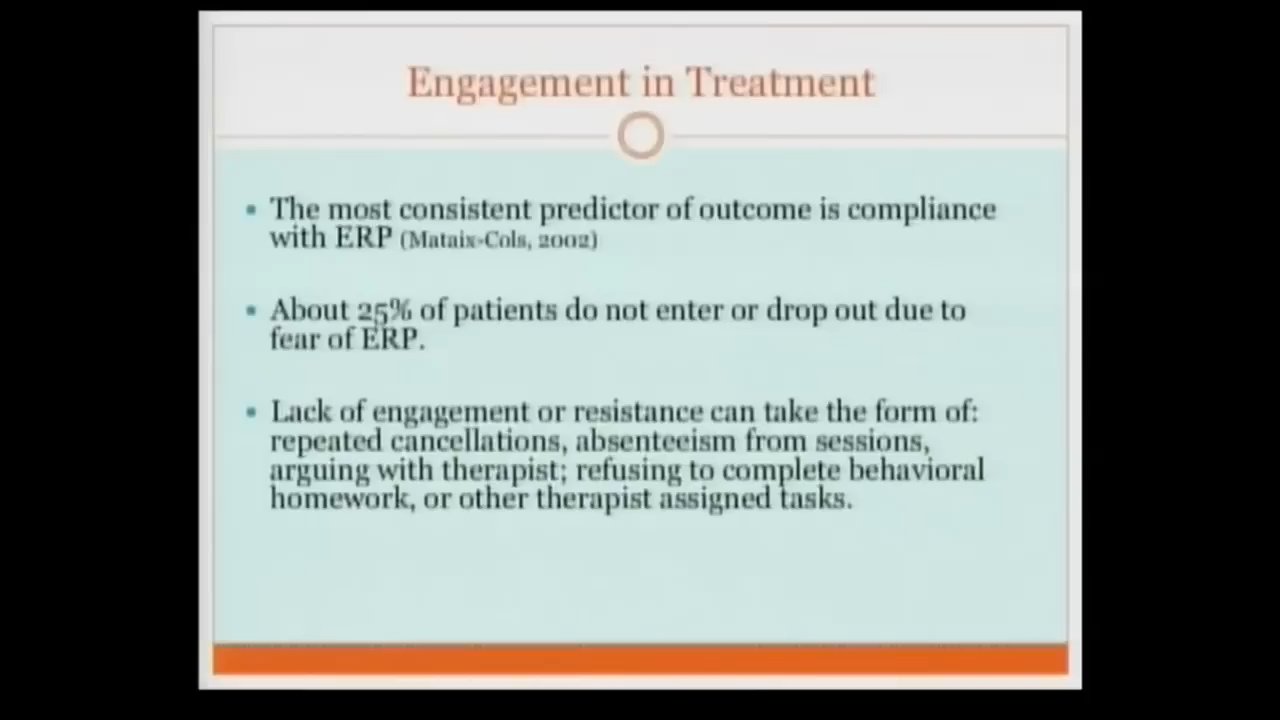 Engagement in Treatment
• The most consistent predictor of outcome is compliance
with ERP (Mataix-Cols, 2002)
• About 25% of patients do not enter or drop out due to
fear of ERP.
• Lack of engagement or resistance can take the form of:
repeated cancellations, absenteeism from sessions,
arguing with therapist; refusing to complete behavioral
homework, or other therapist assigned tasks.